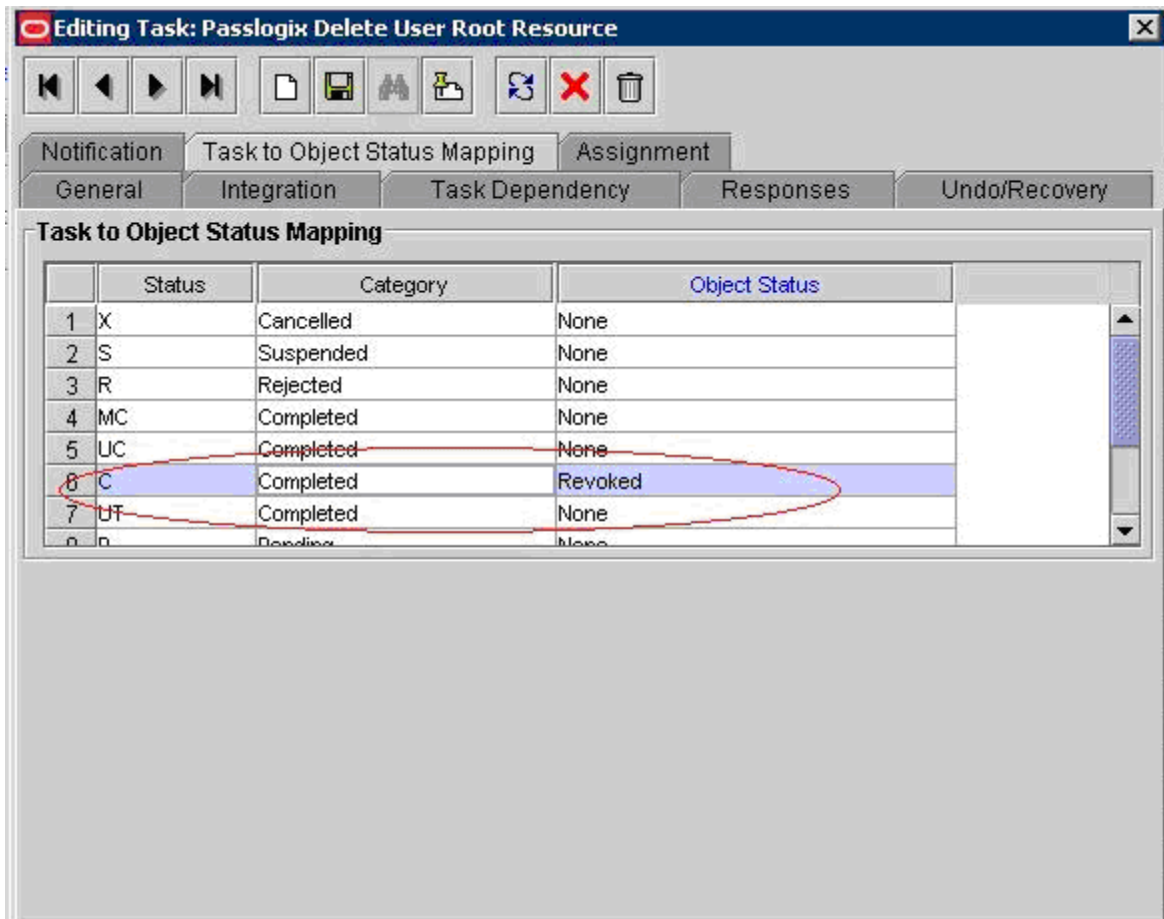 Editing Task: Passlogix Delete User Root Resource
Notification Task to Object Status Mapping Assignment
General Integration Task Dependency Responses Undo/Recovery
Task to Object Status Mapping
Status Category Object Status
1 X Cancelled None
2 S Suspended None
3 R Rejected None
4 MC Completed None
5 UC Completed None
6 C Completed Revoked
7 UT Completed None
Pending None